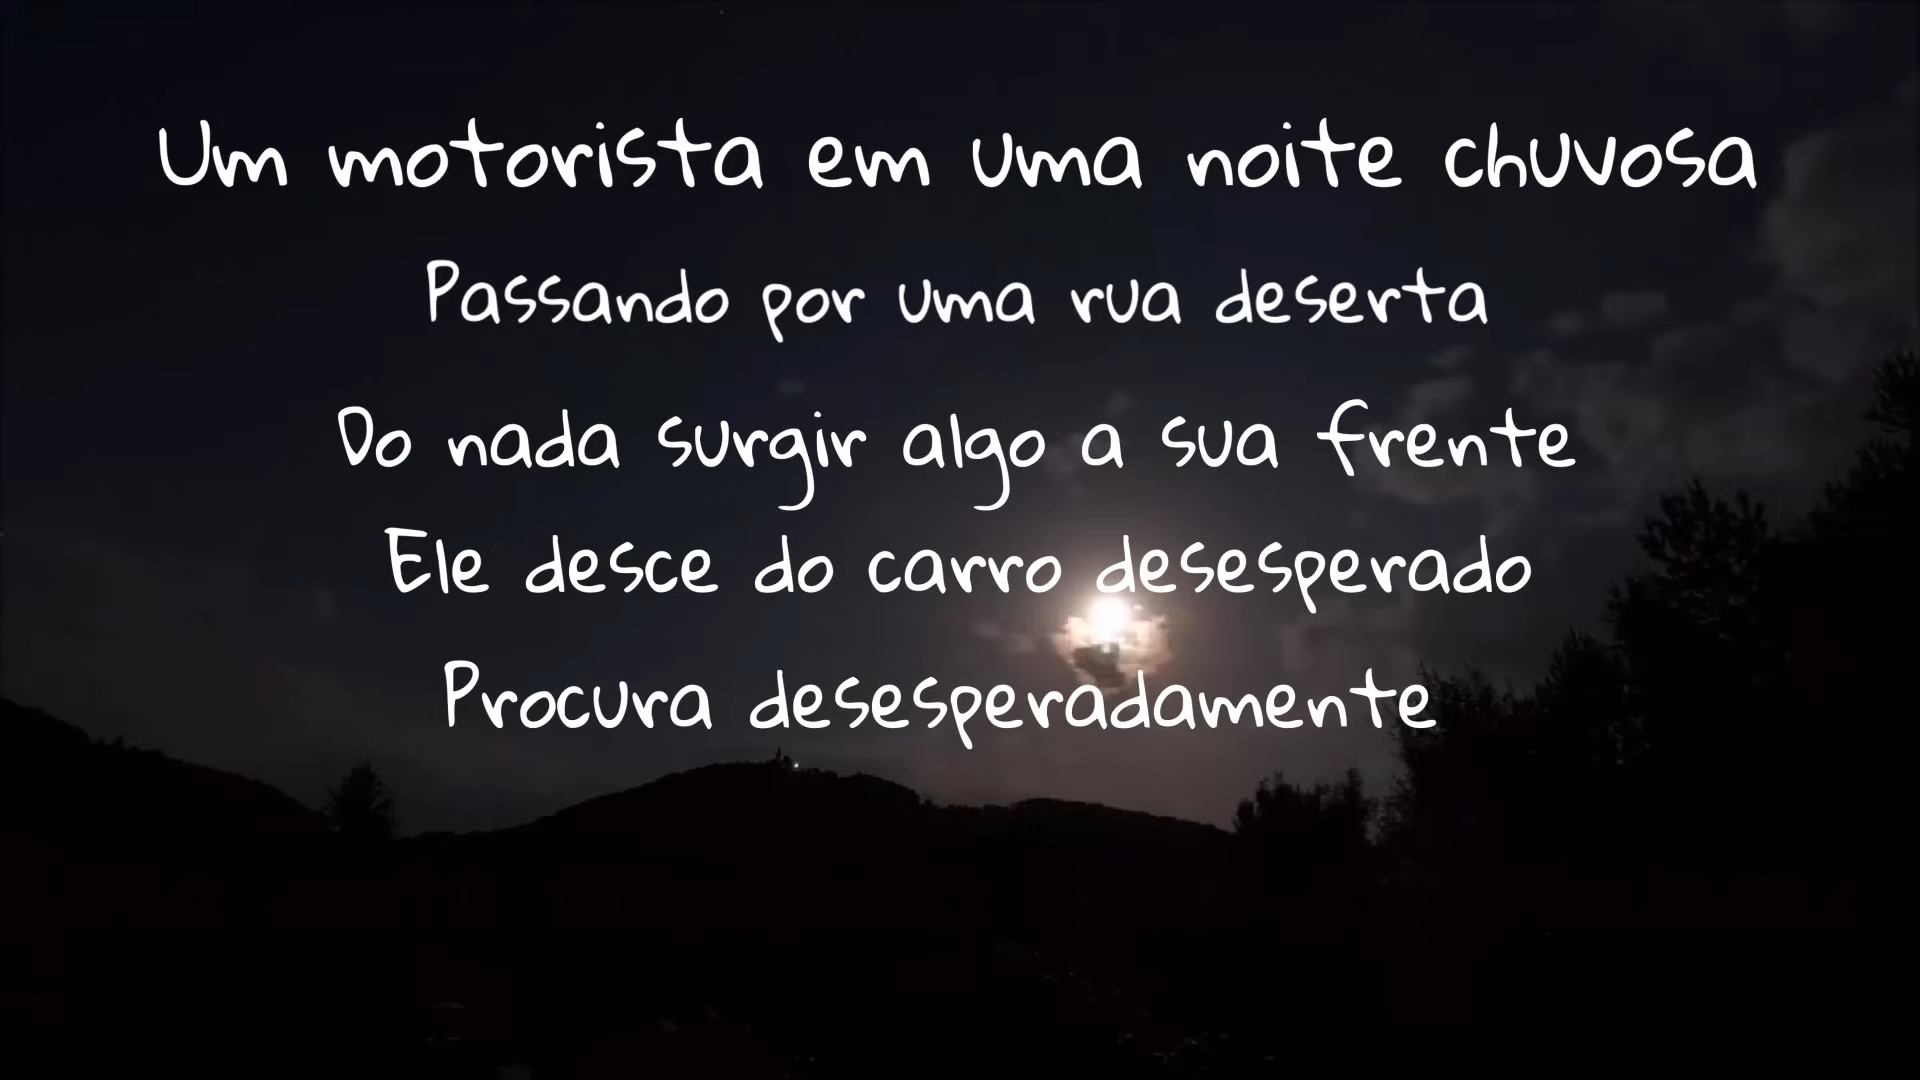 Um motorista em uma noite chuvosa
Passando por uma rua deserta
Do nada surgir algo a sua frente
Ele desce do carro desesperado
Procura desesperadamente